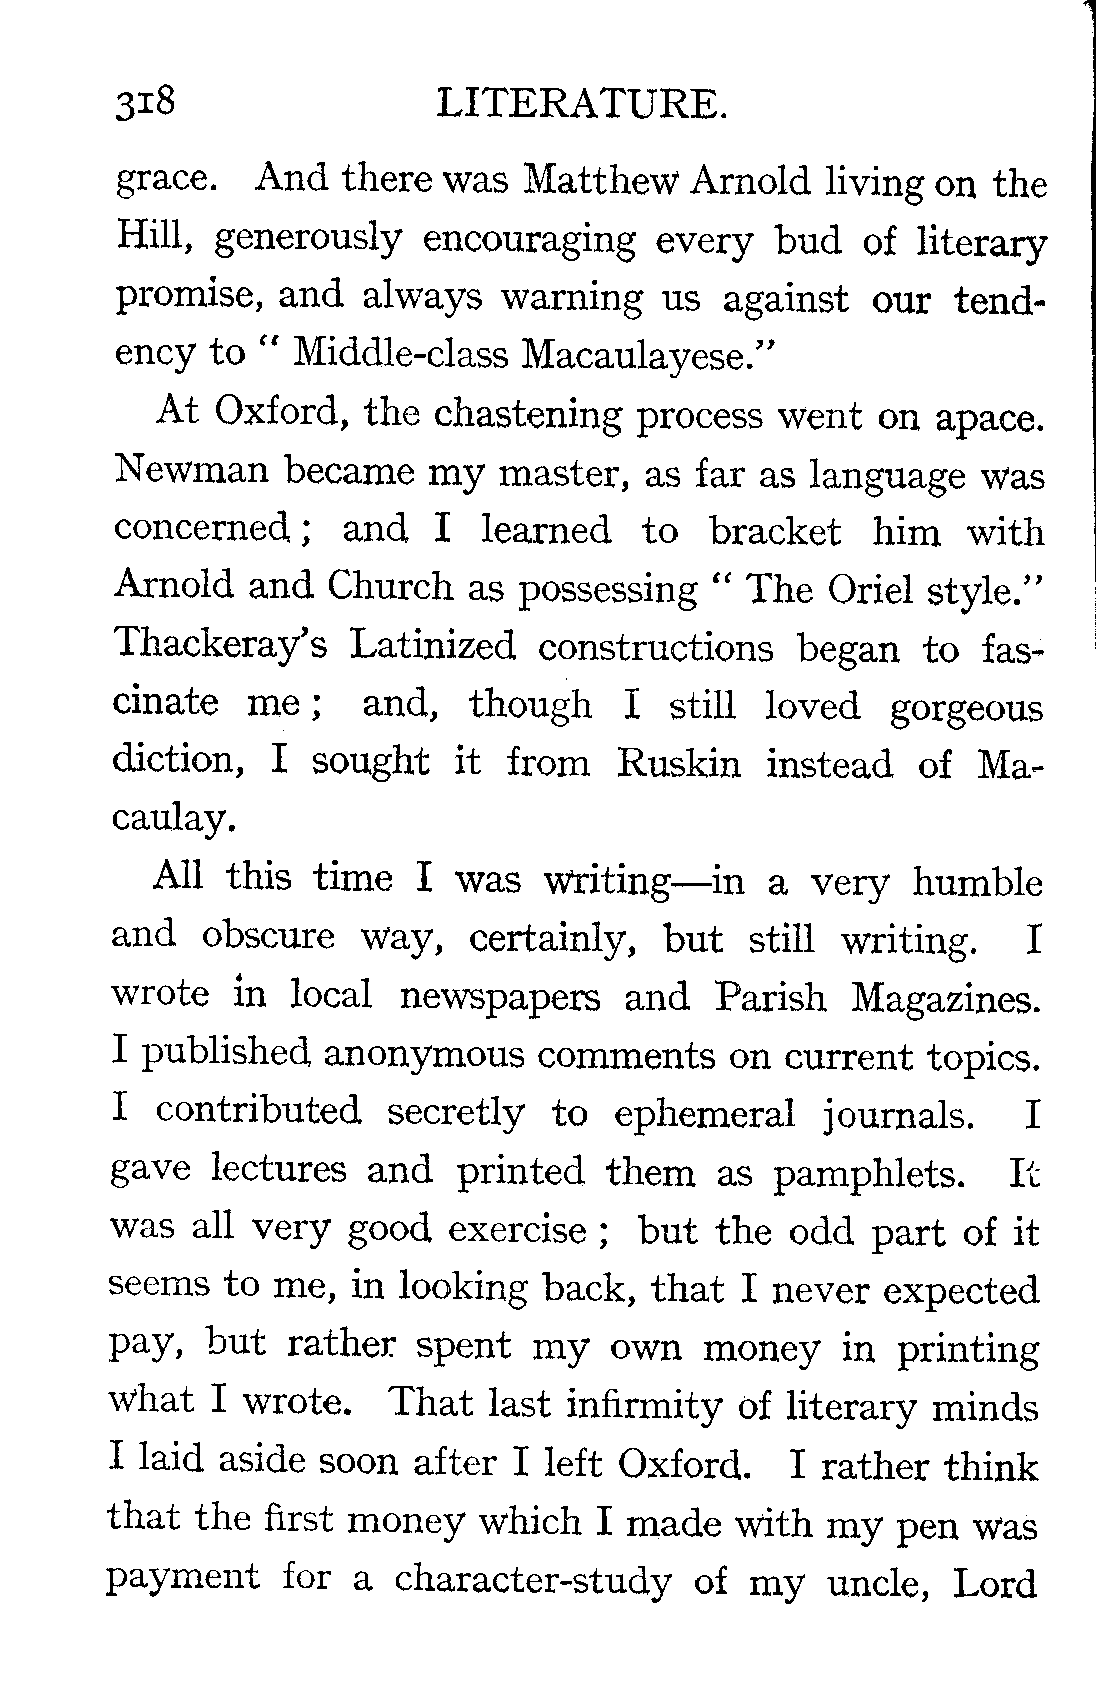 318 LITERATURE.
grace. And there was Matthew Arnold living on the
Hill, generously encouraging every bud of literary
promise, and always warning us against our tend-
ency to “ Middle-class Macaulayese.”
At Oxford, the chastening process went on apace.
Newman became my master, as far as language was
concerned ; and I learned to bracket him with
Arnold and Church as possessing “ The Oriel style.”
Thackeray’s Latinized constructions began to fas-
cinate me ; and, though I still loved gorgeous
diction, I sought it from Ruskin instead of Ma-
caulay.
All this time I was writing—in a very humble
and obscure way, certainly, but still writing. I
wrote in local newspapers and Parish Magazines.
I published anonymous comments on current topics.
I contributed secretly to ephemeral journals. I
gave lectures and printed them as pamphlets. It
was all very good exercise ; but the odd part of it
seems to me, in looking back, that I never expected
pay, but rather spent my own money in printing
what I wrote. That last infirmity of literary minds
I laid aside soon after I left Oxford. I rather think
that the first money which I made with my pen was
payment for a character-study of my uncle, Lord